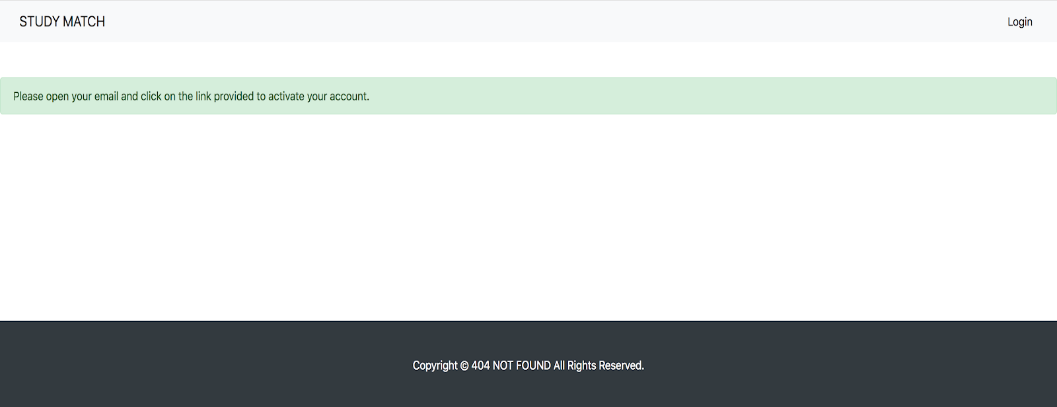 STUDY MATCH
Login
Please open your email and click on the link provided to activate your account.
Copyright © 404 NOT FOUND All Rights Reserved.